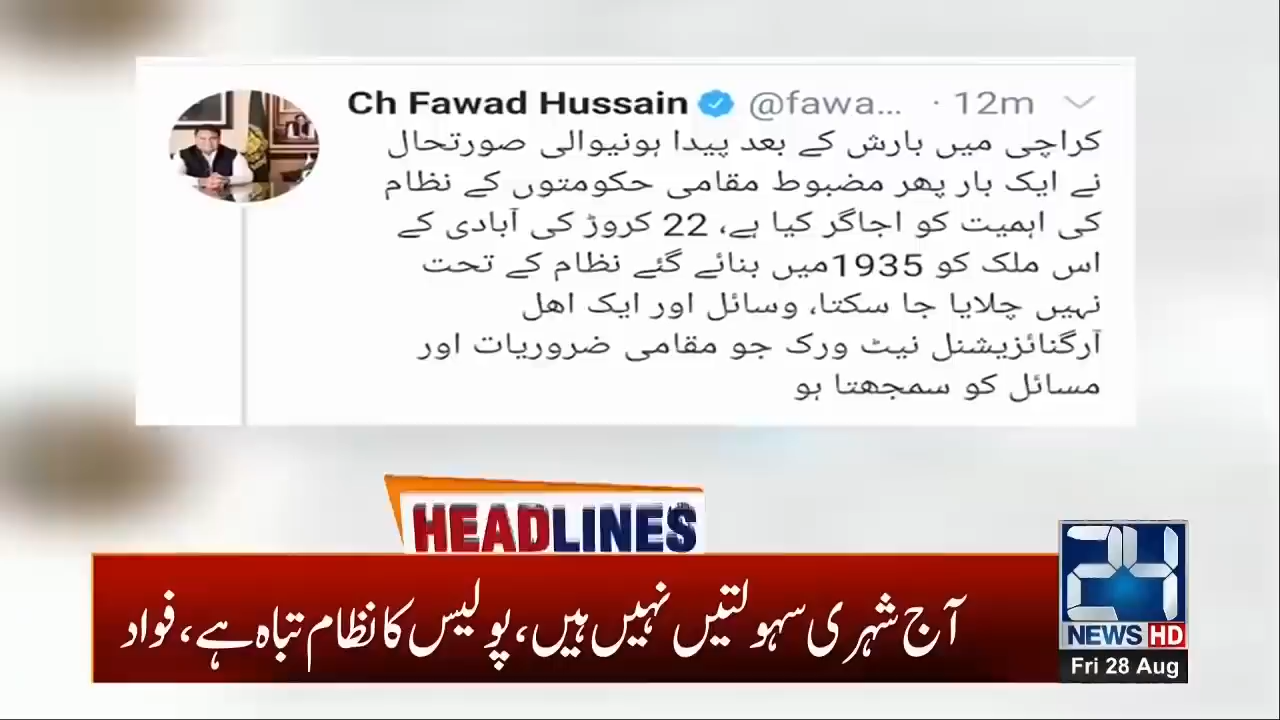 Ch Fawad Hussain @fawa... · 12m
کراچی میں بارش کے بعد پیدا ہونیوالی صورتحال
نے ایک بار پھر مضبوط مقامی حکومتوں کے نظام
کی اہمیت کو اجاگر کیا ہے، 22 کروڑ کی آبادی کے
اس ملک کو 1935میں بنائے گئے نظام کے تحت
نہیں چلایا جا سکتا، وسائل اور ایک اھل
آرگنائزیشنل نیٹ ورک جو مقامی ضروریات اور
مسائل کو سمجھتا ہو
HEADLINES
آج شہری سہولتیں نہیں ہیں، پولیس کا نظام تباہ ہے، فواد
24
NEWS HD
Fri 28 Aug